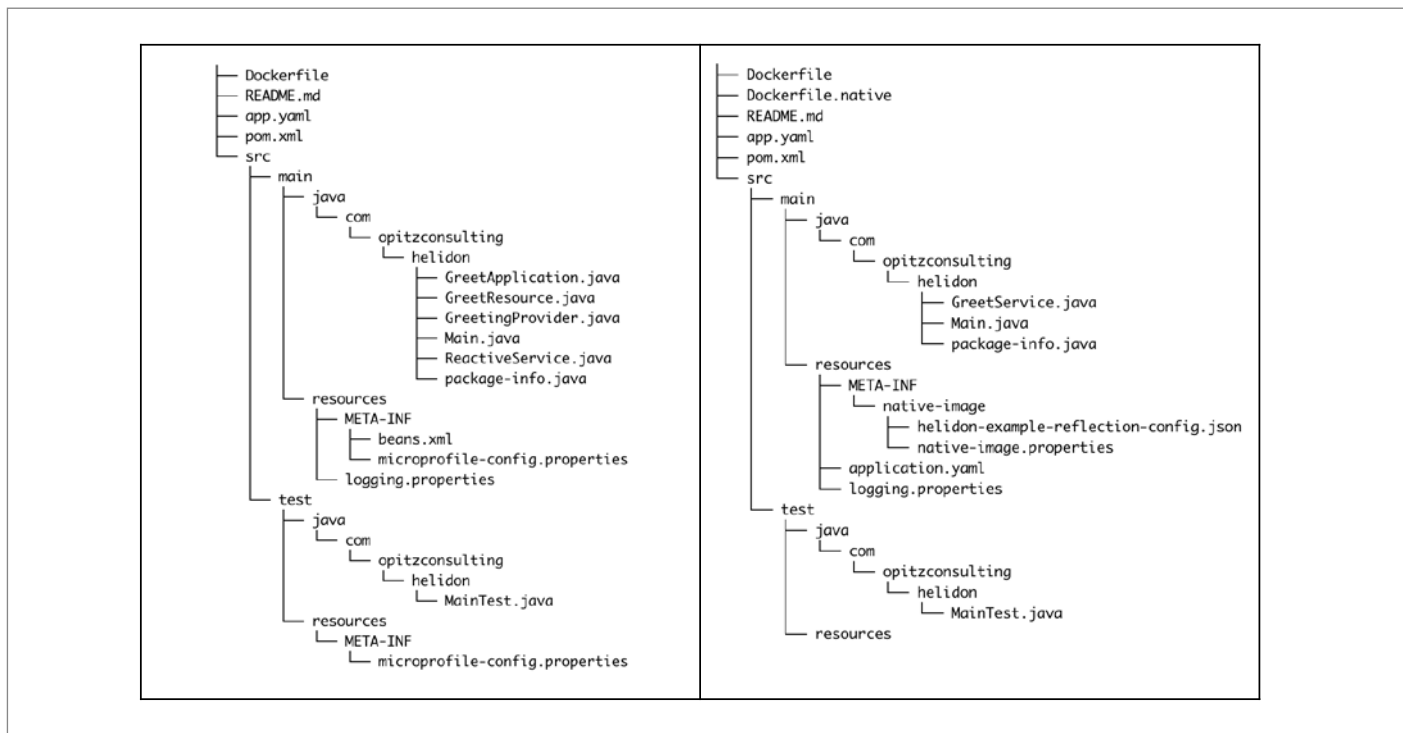 Dockerfile
README.md
app.yaml
pom.xml
src
main
java
com
opitzconsulting
helidon
GreetApplication.java
GreetResource.java
GreetingProvider.java
Main.java
ReactiveService.java
package-info.java
resources
META-INF
beans.xml
microprofile-config.properties
logging.properties
test
java
com
opitzconsulting
helidon
MainTest.java
resources
META-INF
microprofile-config.properties
Dockerfile
Dockerfile.native
README.md
app.yaml
pom.xml
src
main
java
com
opitzconsulting
helidon
GreetService.java
Main.java
package-info.java
resources
META-INF
native-image
helidon-example-reflection-config.json
native-image.properties
application.yaml
logging.properties
test
java
com
opitzconsulting
helidon
MainTest.java
resources